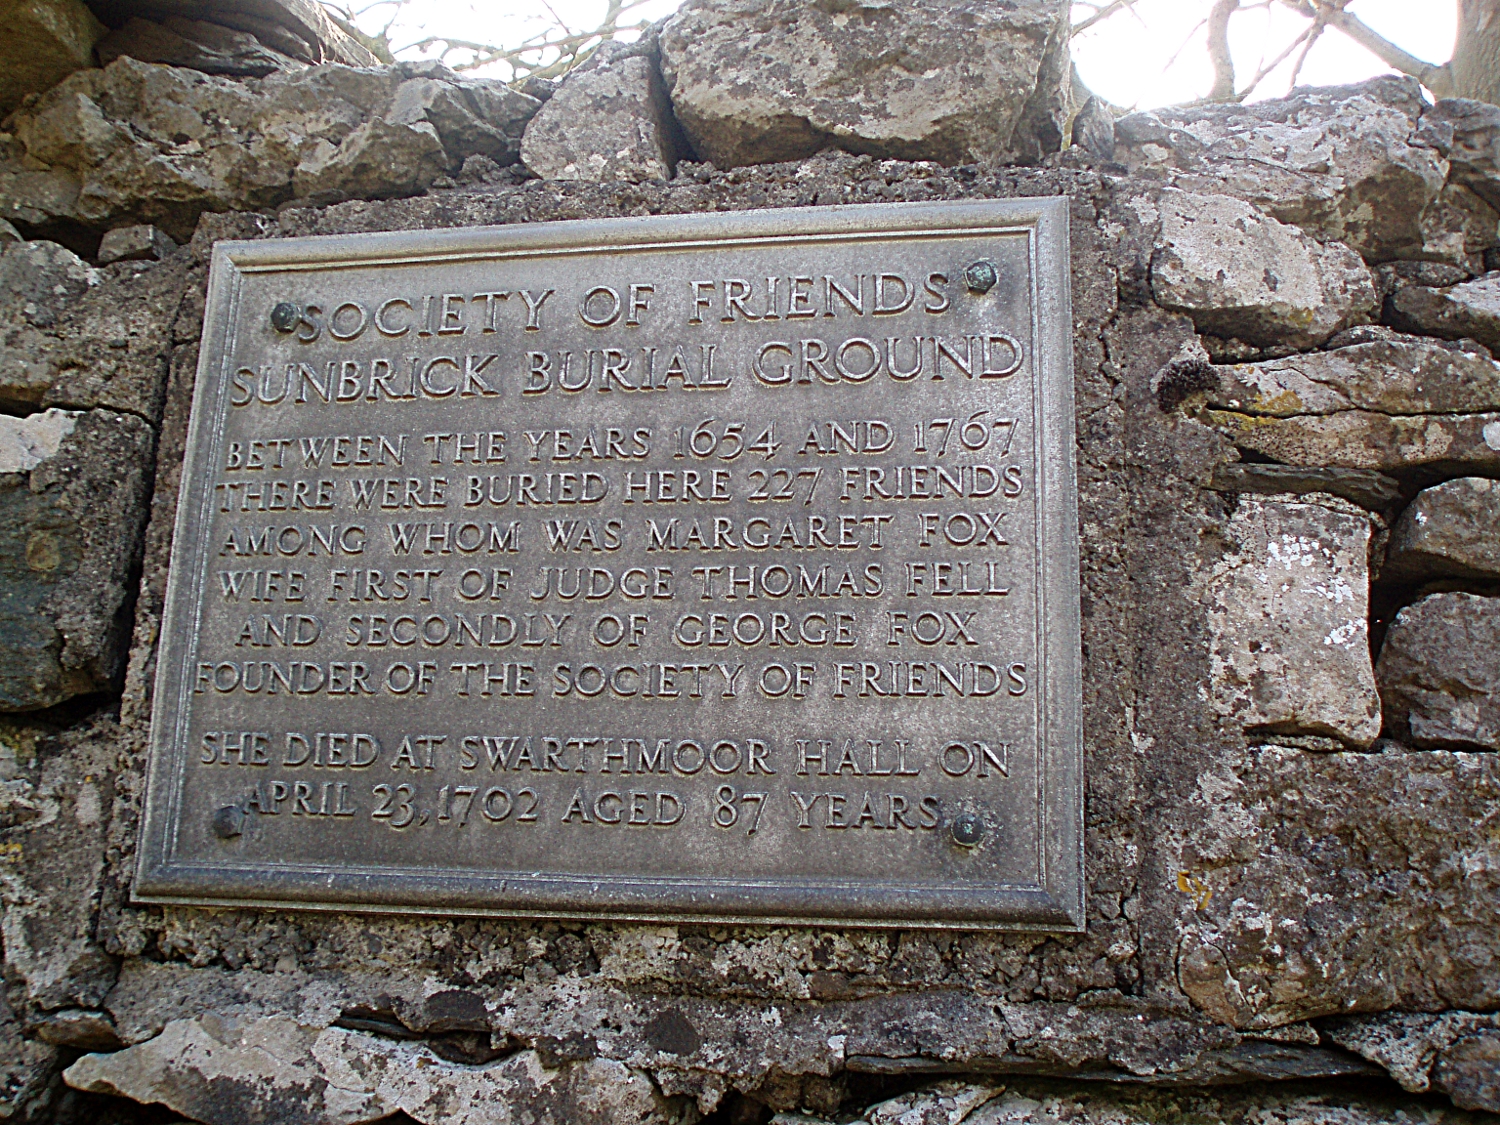 SOCIETY OF FRIENDS
SUNBRICK BURIAL GROUND
BETWEEN THE YEARS 1654 AND 1767
THERE WERE BURIED HERE 227 FRIENDS
AMONG WHOM WAS MARGARET FOX
WIFE FIRST OF JUDGE THOMAS FELL
AND SECONDLY OF GEORGE FOX
FOUNDER OF THE SOCIETY OF FRIENDS
SHE DIED AT SWARTHMOOR HALL ON
APRIL 23, 1702 AGED 87 YEARS